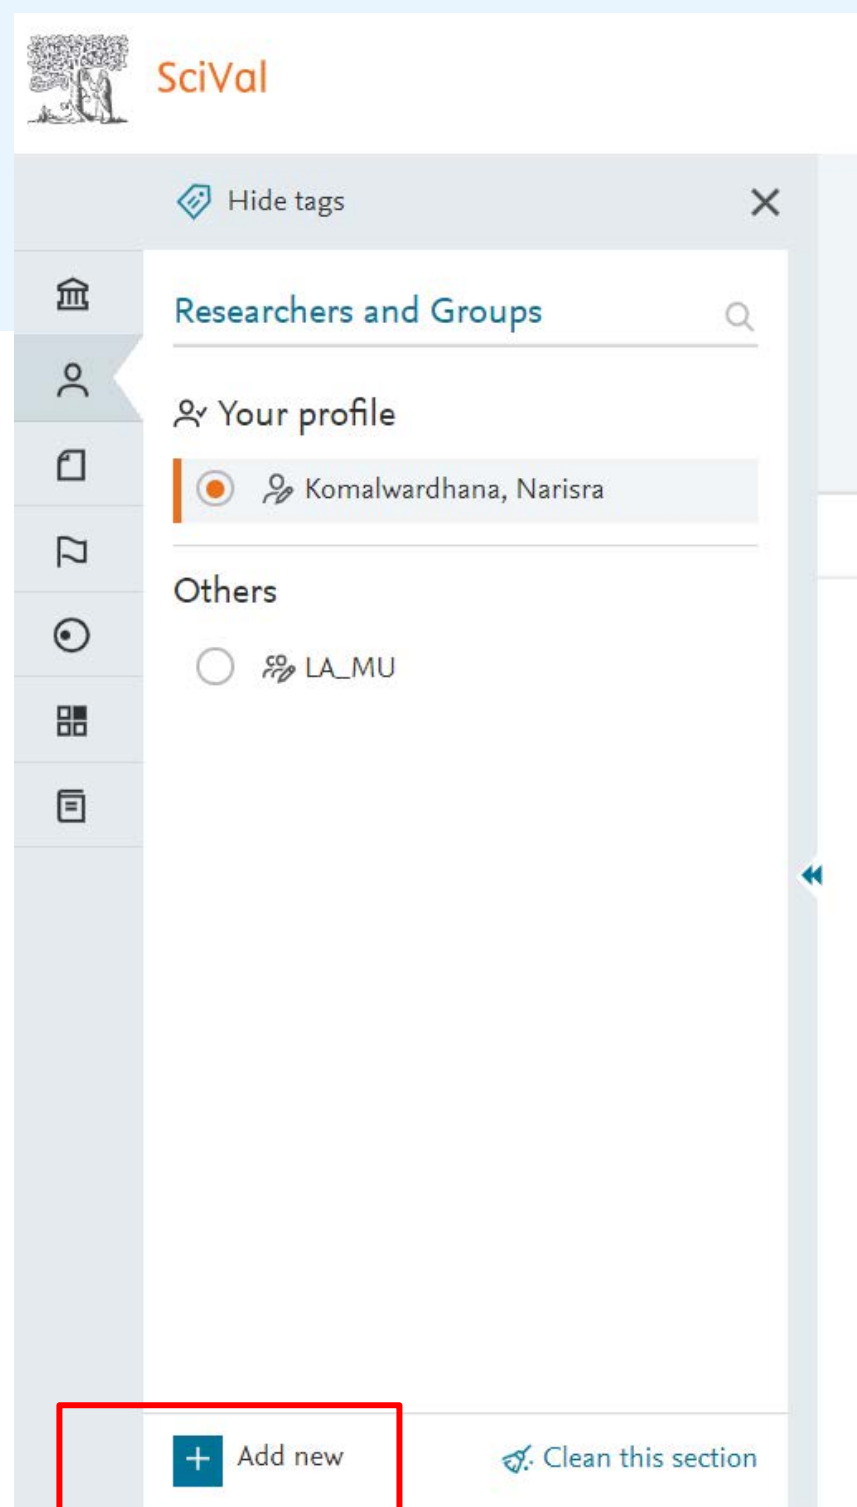 SciVal
Hide tags
Researchers and Groups
Your profile
Komalwardhana, Narisra
Others
LA_MU
Add new
Clean this section